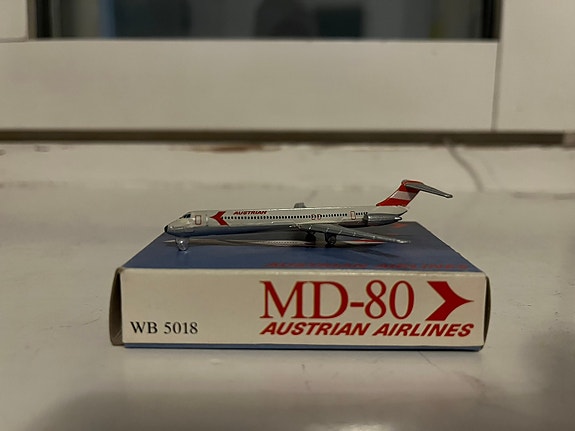 AUSTRIAN
MD-80
AUSTRIAN AIRLINES
WB 5018